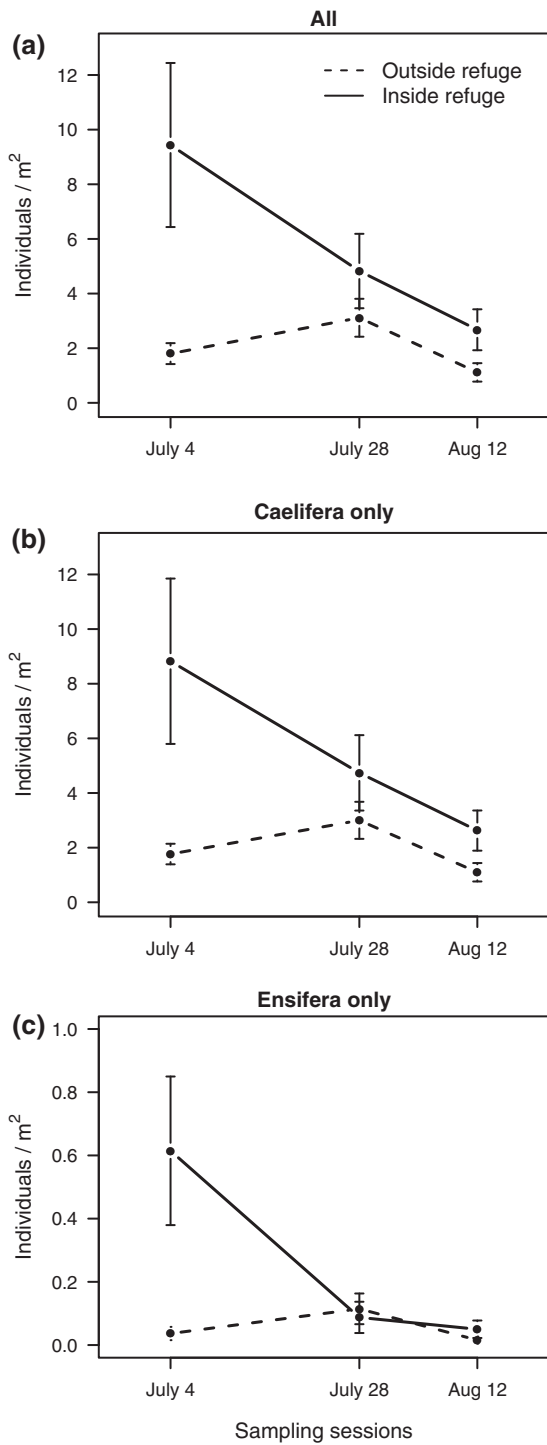 All
(a)
Outside refuge
Inside refuge
12
10
8
6
4
2
0
Individuals / m²
July 4 July 28 Aug 12
Caelifera only
(b)
12
10
8
6
4
2
0
Individuals / m²
July 4 July 28 Aug 12
Ensifera only
(c)
1.0
0.8
0.6
0.4
0.2
0.0
Individuals / m²
July 4 July 28 Aug 12
Sampling sessions